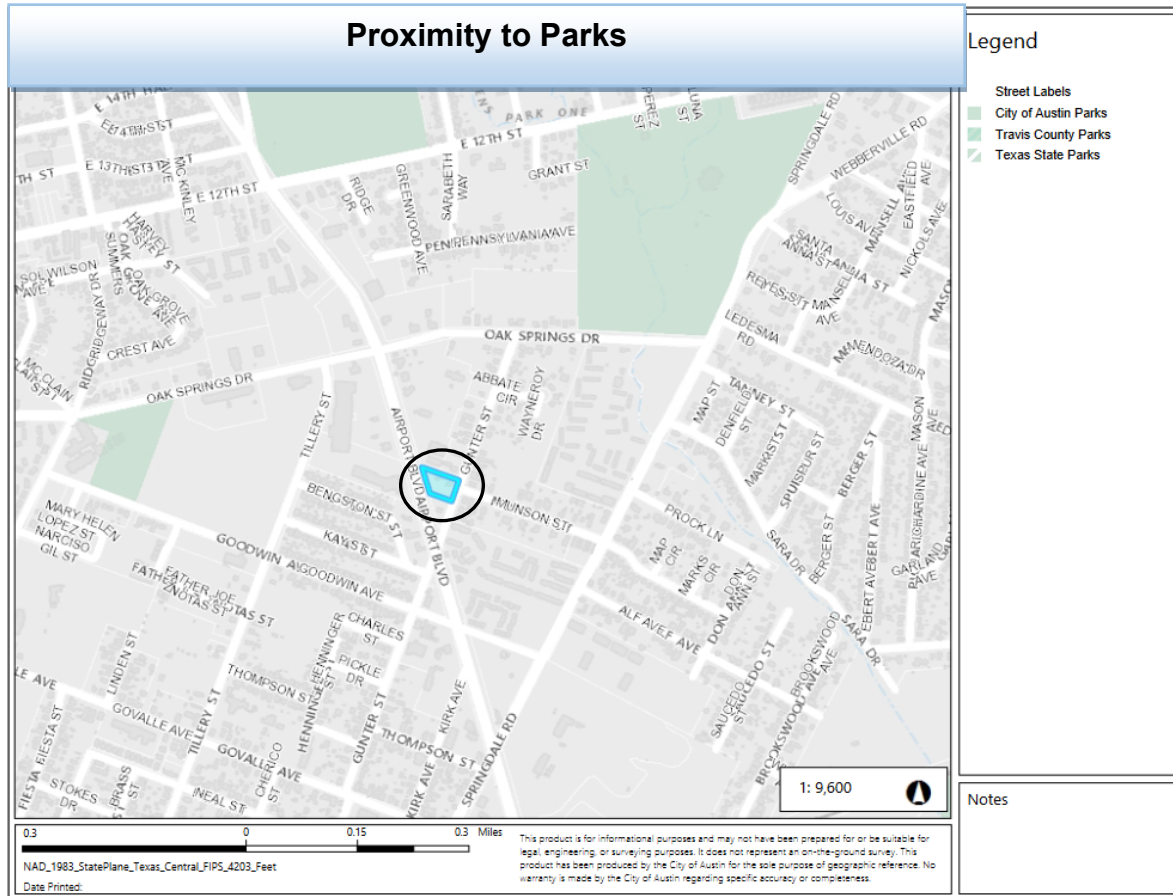 Proximity to Parks
Legend
Street Labels
City of Austin Parks
Travis County Parks
Texas State Parks
E 12TH ST
PARK ONE
PEREZ ST
LUNA ST
SPRINGDALE RD
WEBBERVILLE RD
E 13TH ST
MC KINLEY AVE
E 12TH ST
RIDGE DR
GREENWOOD AVE
SARABETH WAY
GRANT ST
LOUIS AVE
MANSELL AVE
EASTFIELD AVE
NICKOLS AVE
HARVEY ST
PENNSYLVANIA AVE
SANTA ANNA ST
REYES ST
MANSELL AVE
OAK GROVE AVE
CREST AVE
OAK SPRINGS DR
LEDESMA RD
MENDOZA DR
RIDGEWAY DR
OAK SPRINGS DR
ABBATE CIR
WAYNEROY DR
TANNEY ST
MAP ST
DENFIELD ST
MASON AVE
TILLERY ST
AIRPORT BLVD
GUNTER ST
BERGER ST
BENGSTON ST
AIRPORT BLVD
MUNSON ST
PROCK LN
MARY HELEN
LOPEZ ST
NARCISO
GIL ST
KAY ST
GOODWIN AVE
MAP CIR
MARKS CIR
DON ANN ST
SARA DR
BERGER ST
EBERT AVE
GARLAND AVE
FATHER JOE
ZNOTAS ST
CHARLES ST
ALF AVE
DON ANN ST
SARA DR
LINDEN ST
PICKLE DR
HENNINGER ST
THOMPSON ST
SAUCEDO ST
BROOKSWOOD AVE
GOVALLE AVE
TILLERY ST
GUNTER ST
KIRK AVE
THOMPSON ST
SPRINGDALE RD
FIESTA ST
GOVALLE AVE
CHERICO ST
NEAL ST
KIRK AVE
BROOKSWOOD AVE
STOKES DR
BRASS ST
1: 9,600
Notes
0.3 0 0.15 0.3 Miles
NAD_1983_StatePlane_Texas_Central_FIPS_4203_Feet
Date Printed:
This product is for informational purposes and may not have been prepared for or be suitable for
legal, engineering, or surveying purposes. It does not represent an on-the-ground survey. This
product has been produced by the City of Austin for the sole purpose of geographic reference. No
warranty is made by the City of Austin regarding specific accuracy or completeness.